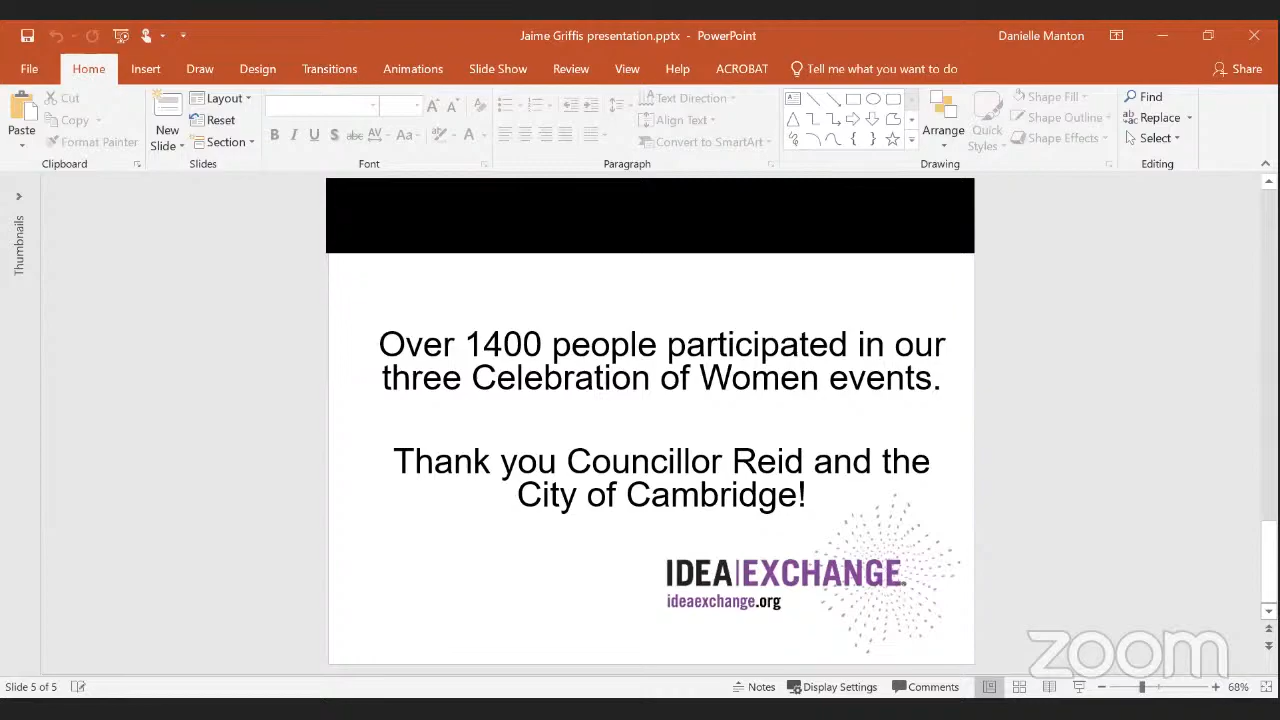 Jaime Griffis presentation.pptx - PowerPoint
Danielle Manton
File Home Insert Draw Design Transitions Animations Slide Show Review View Help ACROBAT Tell me what you want to do Share
Paste
Cut
Copy
Format Painter
Clipboard
New Slide
Layout
Reset
Section
Slides
B I U S abc AV Aa A
Font
Text Direction
Align Text
Convert to SmartArt
Paragraph
Arrange
Quick Styles
Shape Fill
Shape Outline
Shape Effects
Drawing
Find
Replace
Select
Editing
Thumbnails
Over 1400 people participated in our
three Celebration of Women events.
Thank you Councillor Reid and the
City of Cambridge!
IDEA|EXCHANGE
ideaexchange.org
zoom
Slide 5 of 5 Notes Display Settings Comments 68%